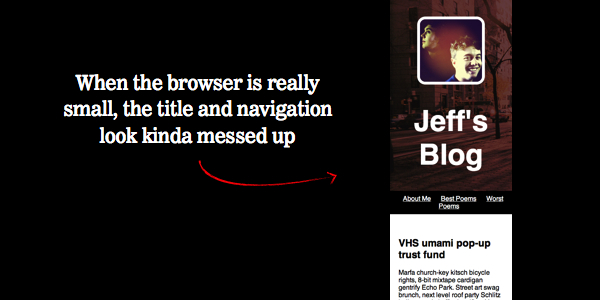 When the browser is really
small, the title and navigation
look kinda messed up
Jeff's
Blog
About Me Best Poems Worst
Poems
VHS umami pop-up
trust fund
Marfa church-key kitsch bicycle
rights, 8-bit mixtape cardigan
gentrify Echo Park. Street art swag
brunch, next level roof party Schlitz